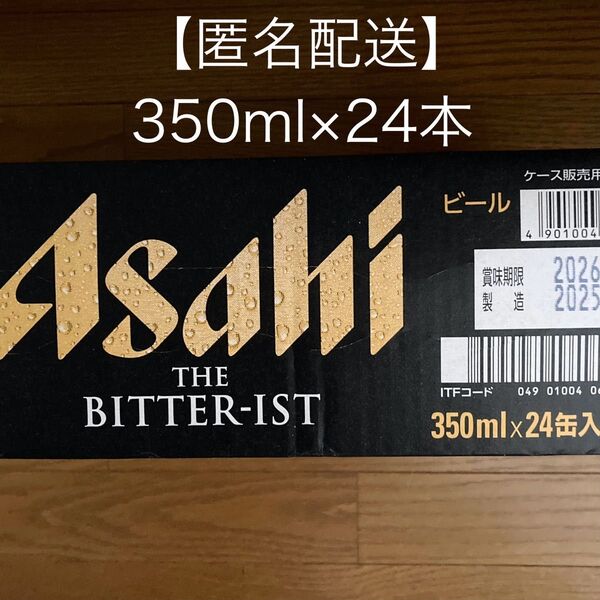 【匿名配送】
350ml×24本
ケース販売用
ビール
4 901004
Asahi
賞味期限 2026
製造 2025
THE
BITTER-IST
ITFコード 049 01004 0
350ml×24缶入